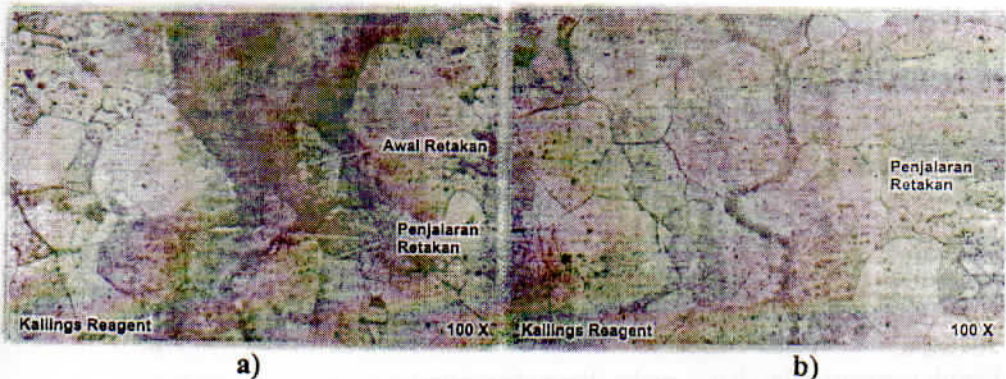 Awal Retakan
Penjalaran
Retakan
Kallings Reagent
100 X
Penjalaran
Retakan
Kallings Reagent
100 X
a)
b)